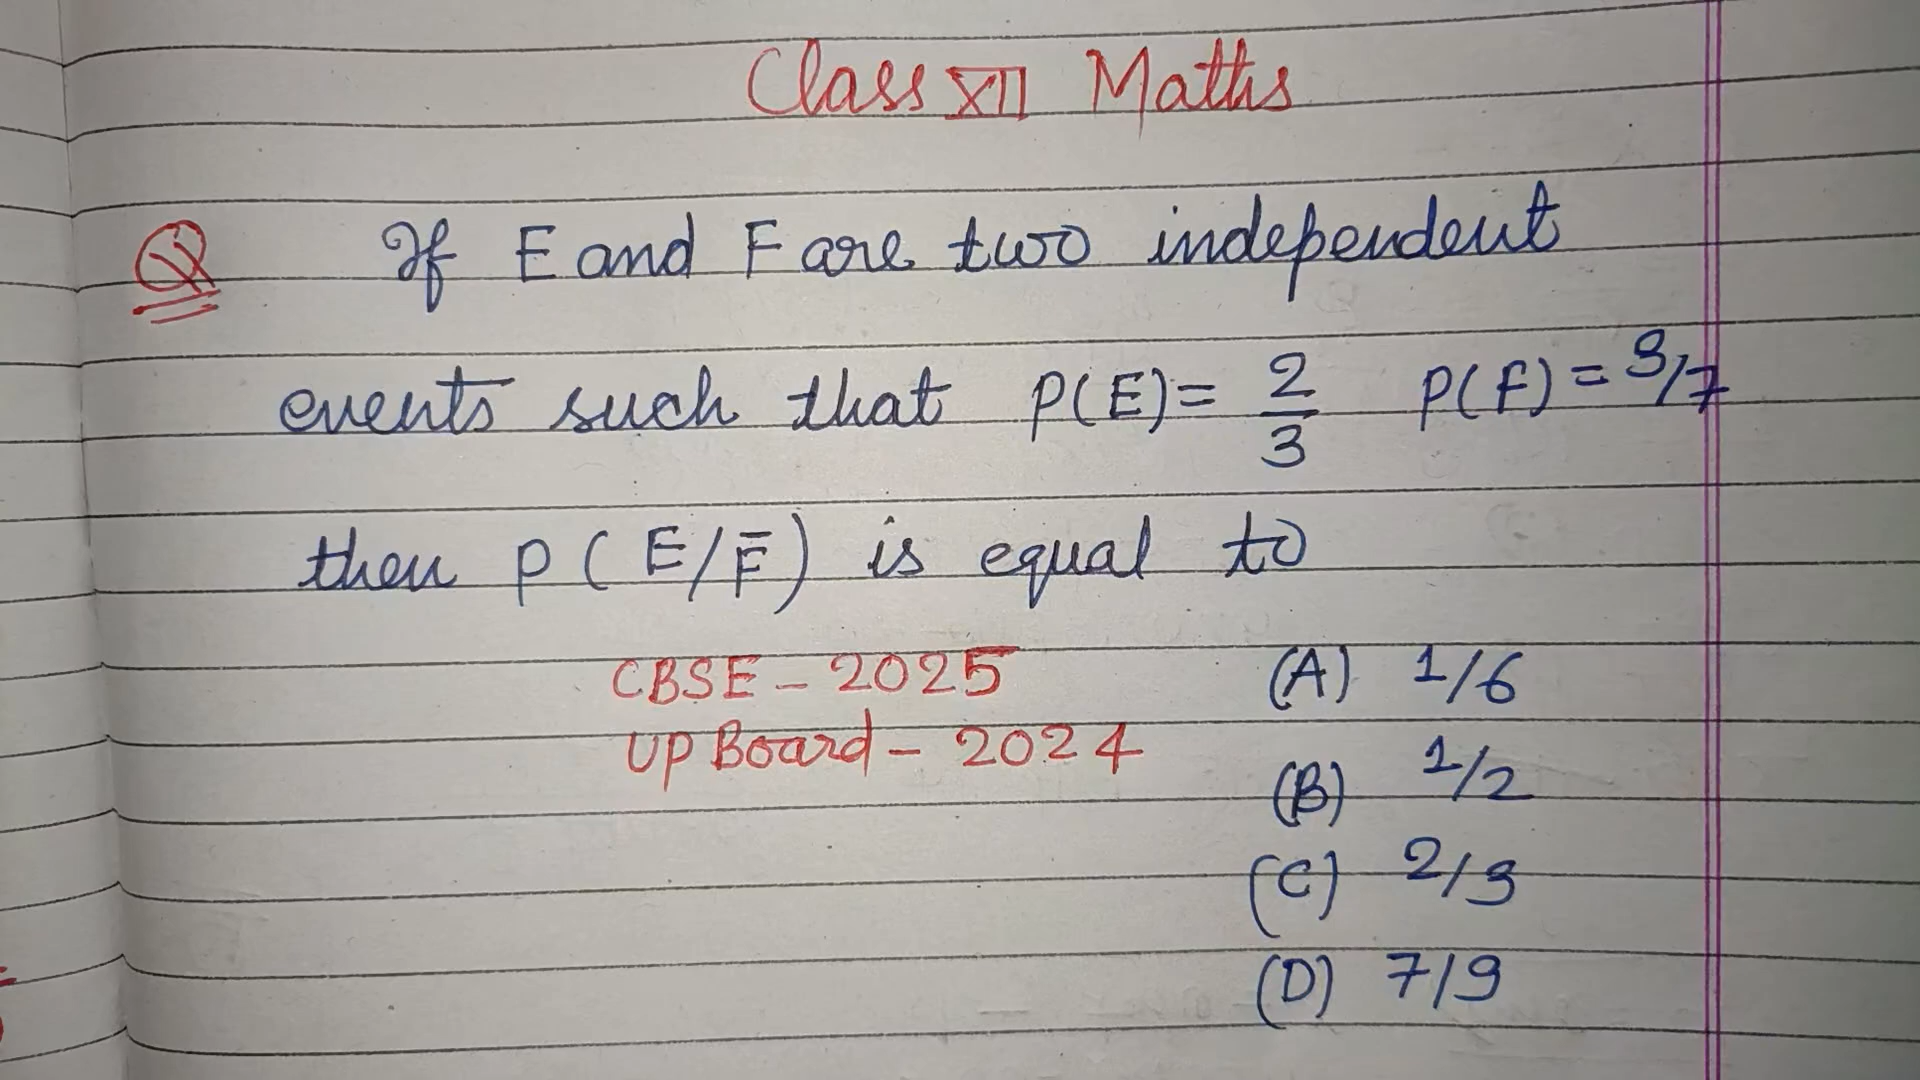 Class XII Maths
Q If E and F are two independent
events such that P(E)= 2/3 P(F) = 3/7
then P(E/F̅) is equal to
CBSE - 2025 (A) 1/6
UP Board - 2024
(B) 1/2
(C) 2/3
(D) 7/9